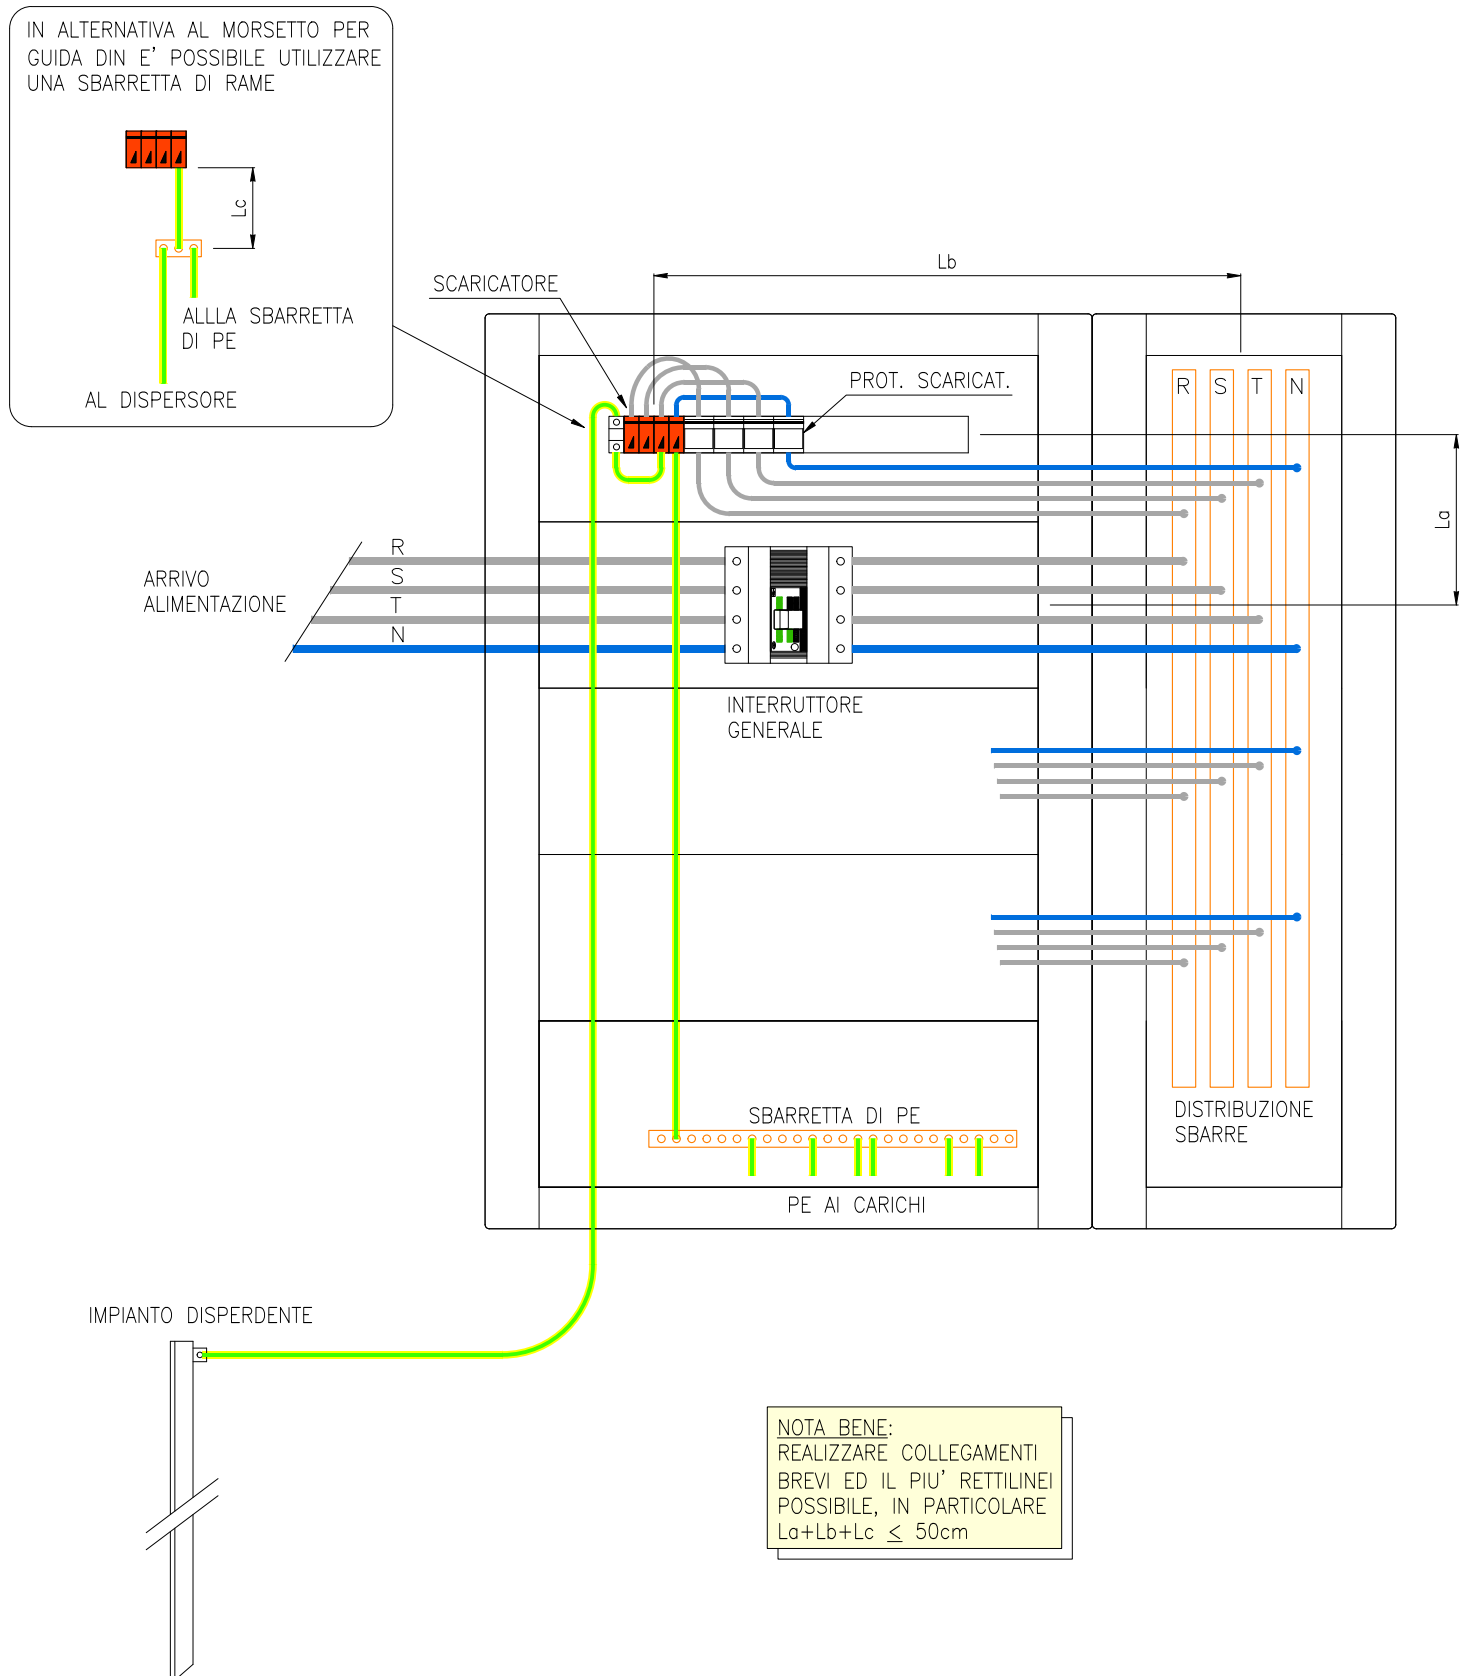 IN ALTERNATIVA AL MORSETTO PER
GUIDA DIN E' POSSIBILE UTILIZZARE
UNA SBARRETTA DI RAME
Lc
ALLLA SBARRETTA
DI PE
AL DISPERSORE
SCARICATORE
Lb
PROT. SCARICAT.
R S T N
La
ARRIVO
ALIMENTAZIONE
R
S
T
N
INTERRUTTORE
GENERALE
SBARRETTA DI PE
PE AI CARICHI
DISTRIBUZIONE
SBARRE
IMPIANTO DISPERDENTE
NOTA BENE:
REALIZZARE COLLEGAMENTI
BREVI ED IL PIU' RETTILINEI
POSSIBILE, IN PARTICOLARE
La+Lb+Lc ≤ 50cm